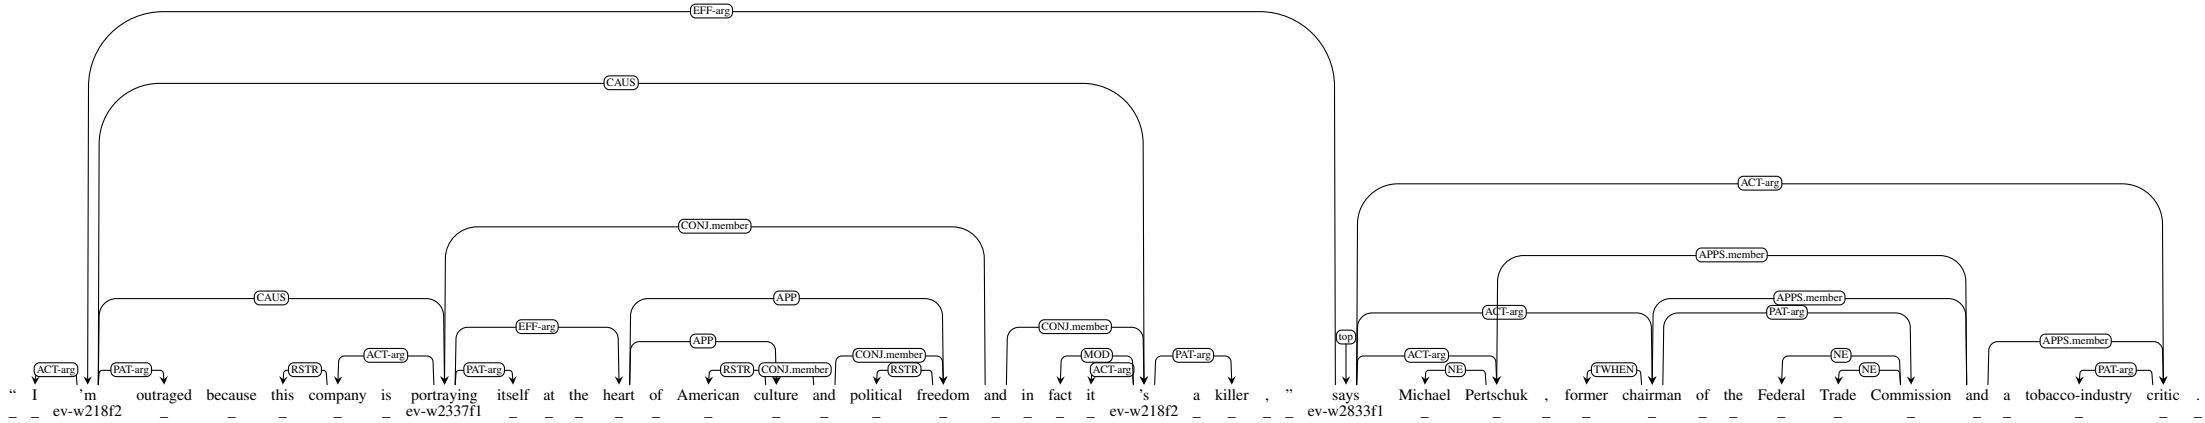 EFF-arg
CAUS
ACT-arg
CONJ.member
APPS.member
CAUS APP APPS.member
ACT-arg PAT-arg
EFF-arg CONJ.member top
APP APPS.member
ACT-arg CONJ.member MOD PAT-arg ACT-arg NE
ACT-arg PAT-arg RSTR PAT-arg RSTR CONJ.member RSTR ACT-arg NE TWHEN NE PAT-arg
“ I ’m outraged because this company is portraying itself at the heart of American culture and political freedom and in fact it ’s a killer , ” says Michael Pertschuk , former chairman of the Federal Trade Commission and a tobacco-industry critic .
_ _ ev-w218f2 _ _ _ _ _ ev-w2337f1 _ _ _ _ _ _ _ _ _ _ _ _ _ _ ev-w218f2 _ _ _ _ ev-w2833f1 _ _ _ _ _ _ _ _ _ _ _ _ _ _ _